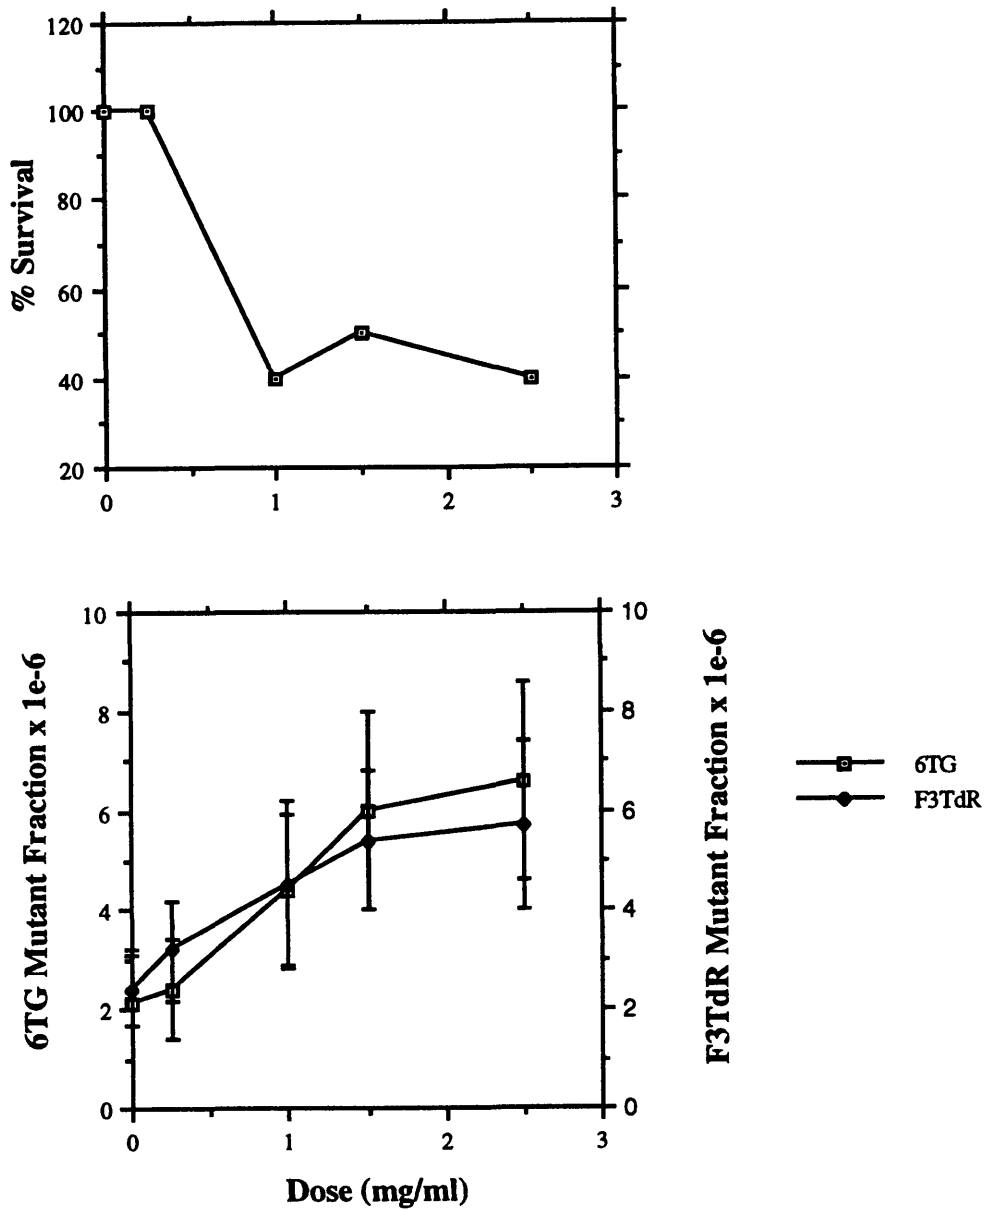 120
100
80
60
40
20
% Survival
0 1 2 3
10
8
6
4
2
0
6TG Mutant Fraction x 1e-6
10
8
6
4
2
0
F3TdR Mutant Fraction x 1e-6
0 1 2 3
Dose (mg/ml)
6TG
F3TdR